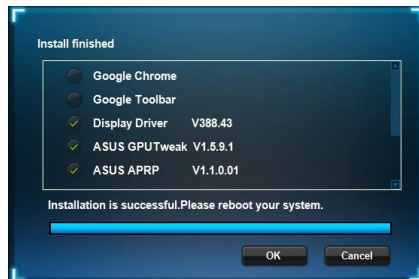 Install finished
Google Chrome
Google Toolbar
Display Driver V388.43
ASUS GPUTweak V1.5.9.1
ASUS APRP V1.1.0.01
Installation is successful.Please reboot your system.
OK Cancel